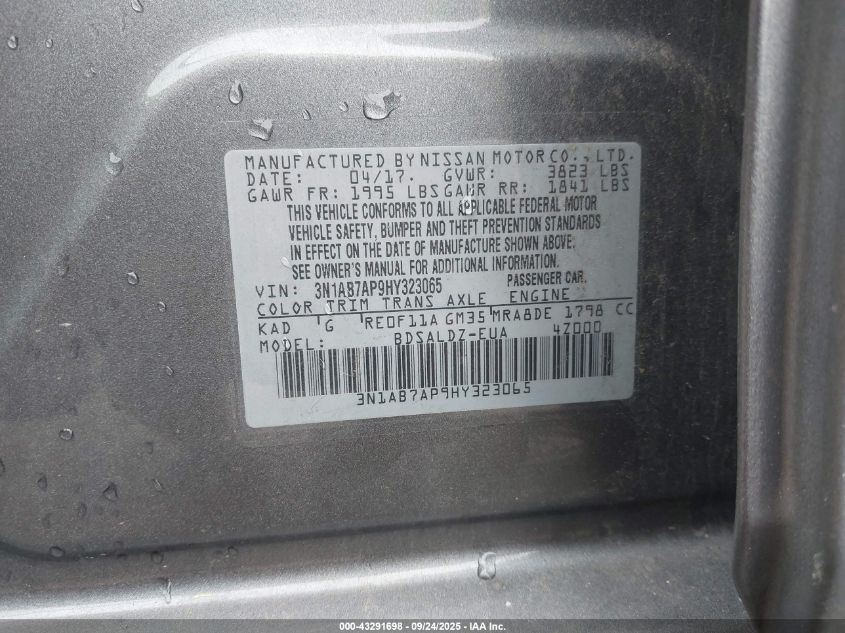 MANUFACTURED BY NISSAN MOTOR CO., LTD.
DATE: 04/17. GVWR: 3823 LBS
GAWR FR: 1995 LBS GAWR RR: 1841 LBS
THIS VEHICLE CONFORMS TO ALL APPLICABLE FEDERAL MOTOR
VEHICLE SAFETY, BUMPER AND THEFT PREVENTION STANDARDS
IN EFFECT ON THE DATE OF MANUFACTURE SHOWN ABOVE.
SEE OWNER'S MANUAL FOR ADDITIONAL INFORMATION.
VIN: 3N1AB7AP9HY323065 PASSENGER CAR.
COLOR TRIM TRANS AXLE ENGINE
KAD 'G 'RE0F11A GM35 'MRA8DE 1798 CC
MODEL: BDSALDZ-EUA 4Z000
3N1AB7AP9HY323065
000-43291698 | 09/24/2025 | IAA Inc.